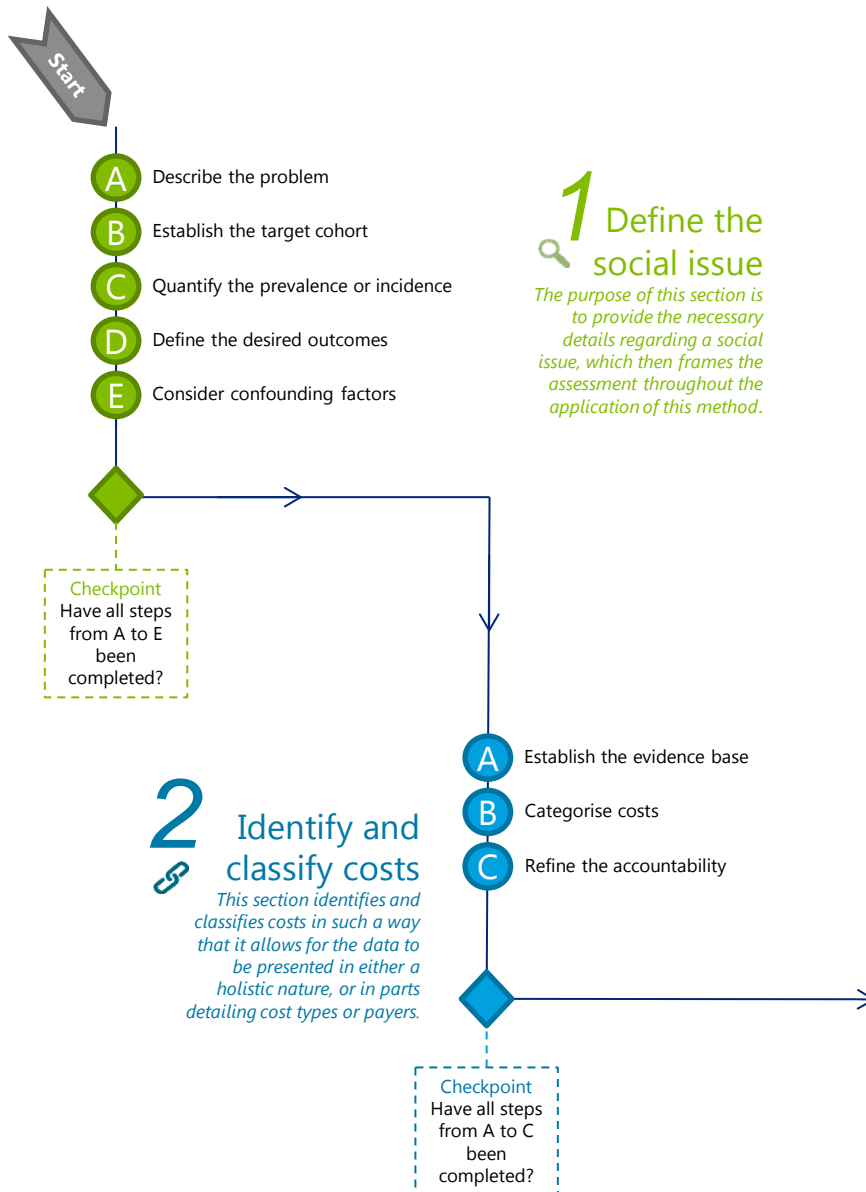 Start
A Describe the problem
B Establish the target cohort
C Quantify the prevalence or incidence
D Define the desired outcomes
E Consider confounding factors
1 Define the
social issue
The purpose of this section is
to provide the necessary
details regarding a social
issue, which then frames the
assessment throughout the
application of this method.
Checkpoint
Have all steps
from A to E
been
completed?
A Establish the evidence base
B Categorise costs
C Refine the accountability
2 Identify and
classify costs
This section identifies and
classifies costs in such a way
that it allows for the data to
be presented in either a
holistic nature, or in parts
detailing cost types or payers.
Checkpoint
Have all steps
from A to C
been
completed?